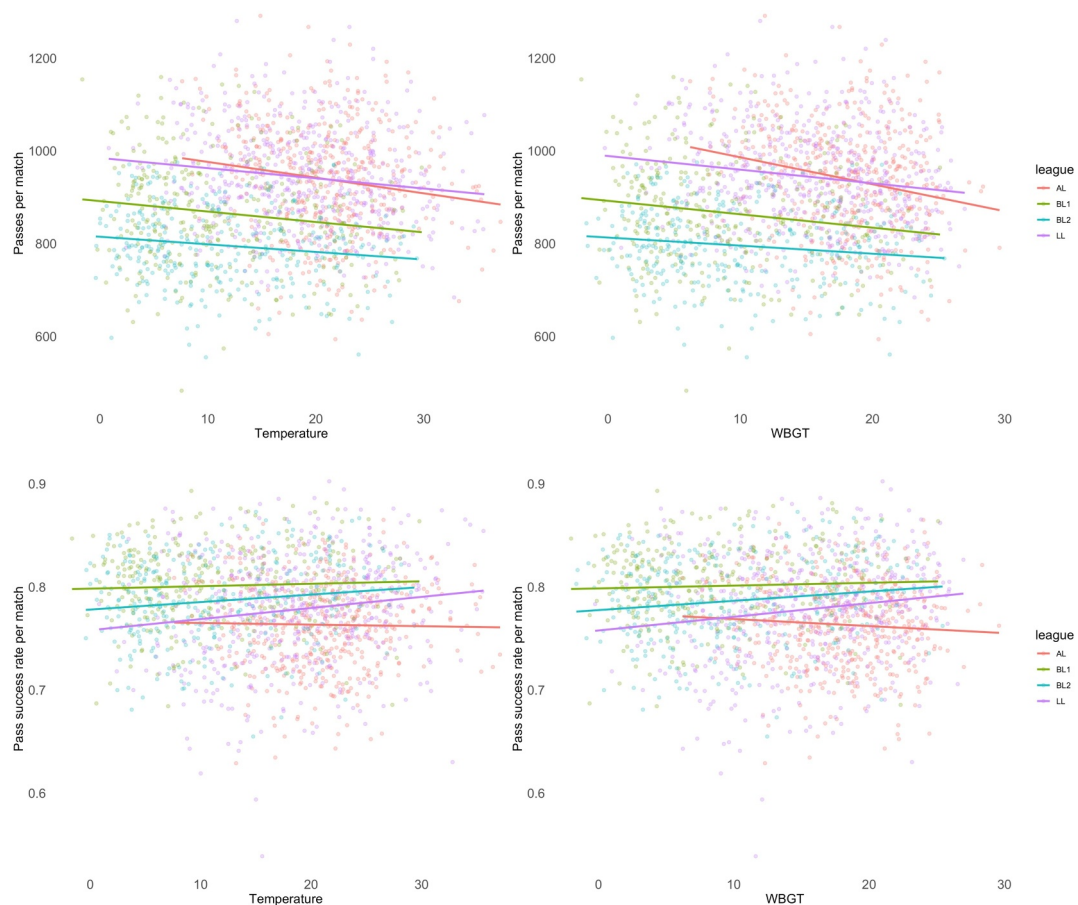 1200
1000
800
600
Passes per match
0
10
20
30
Temperature
1200
1000
800
600
Passes per match
0
10
20
30
WBGT
league
AL
BL1
BL2
LL
0.9
0.8
0.7
0.6
Pass success rate per match
0
10
20
30
Temperature
0.9
0.8
0.7
0.6
Pass success rate per match
0
10
20
30
WBGT
league
AL
BL1
BL2
LL